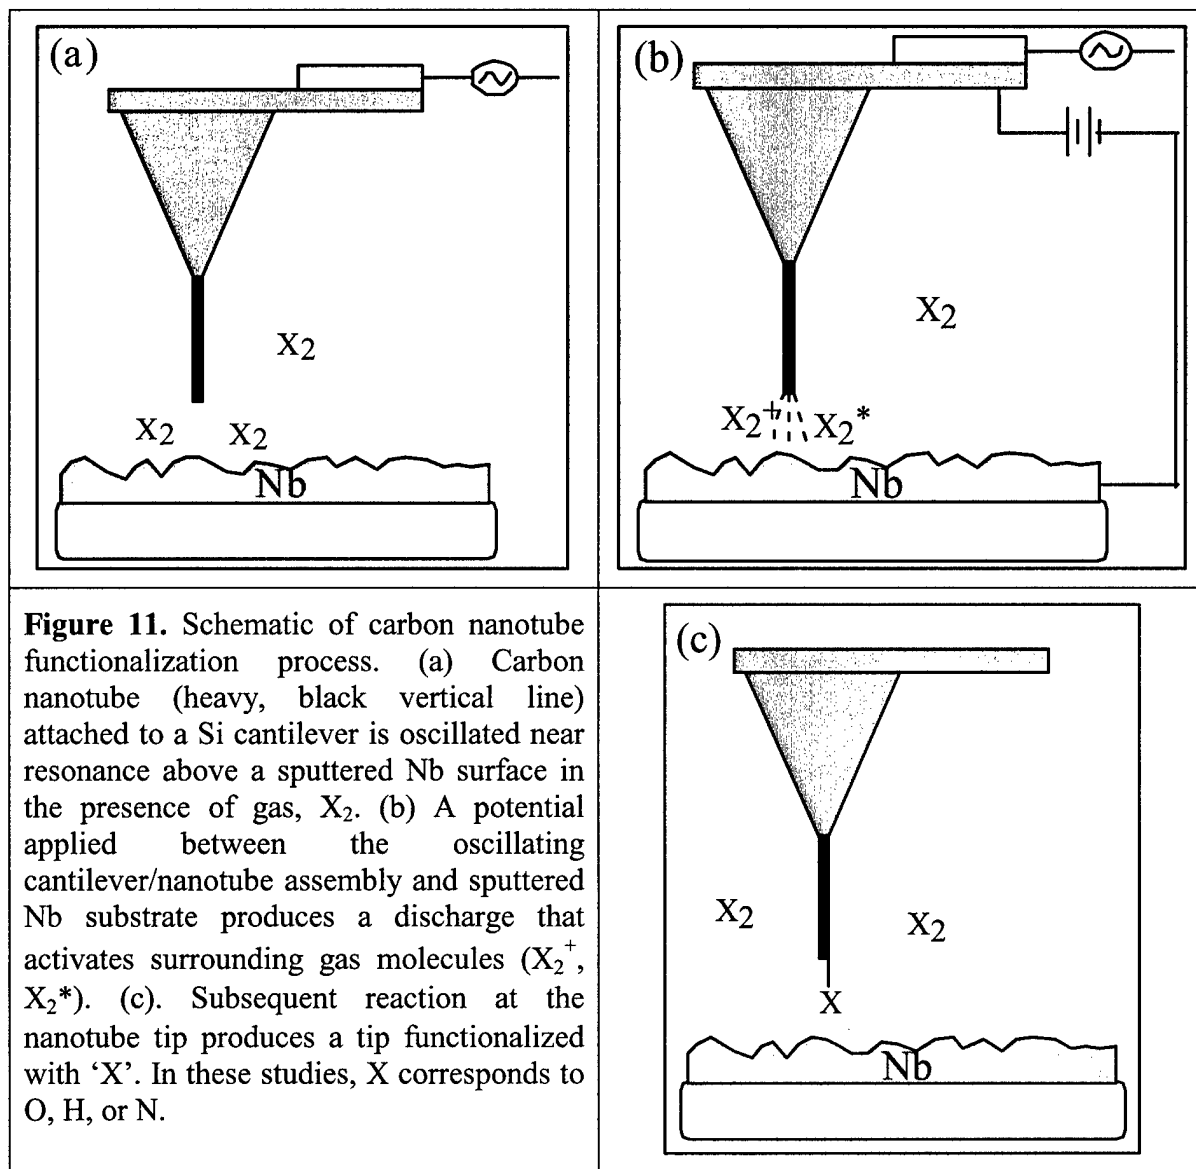 (a)
X₂
X₂ X₂
Nb
(b)
X₂
X₂⁺ X₂*
Nb
Figure 11. Schematic of carbon nanotube
functionalization process. (a) Carbon
nanotube (heavy, black vertical line)
attached to a Si cantilever is oscillated near
resonance above a sputtered Nb surface in
the presence of gas, X₂. (b) A potential
applied between the oscillating
cantilever/nanotube assembly and sputtered
Nb substrate produces a discharge that
activates surrounding gas molecules (X₂⁺,
X₂*). (c). Subsequent reaction at the
nanotube tip produces a tip functionalized
with ‘X’. In these studies, X corresponds to
O, H, or N.
(c)
X₂ X₂
X
Nb